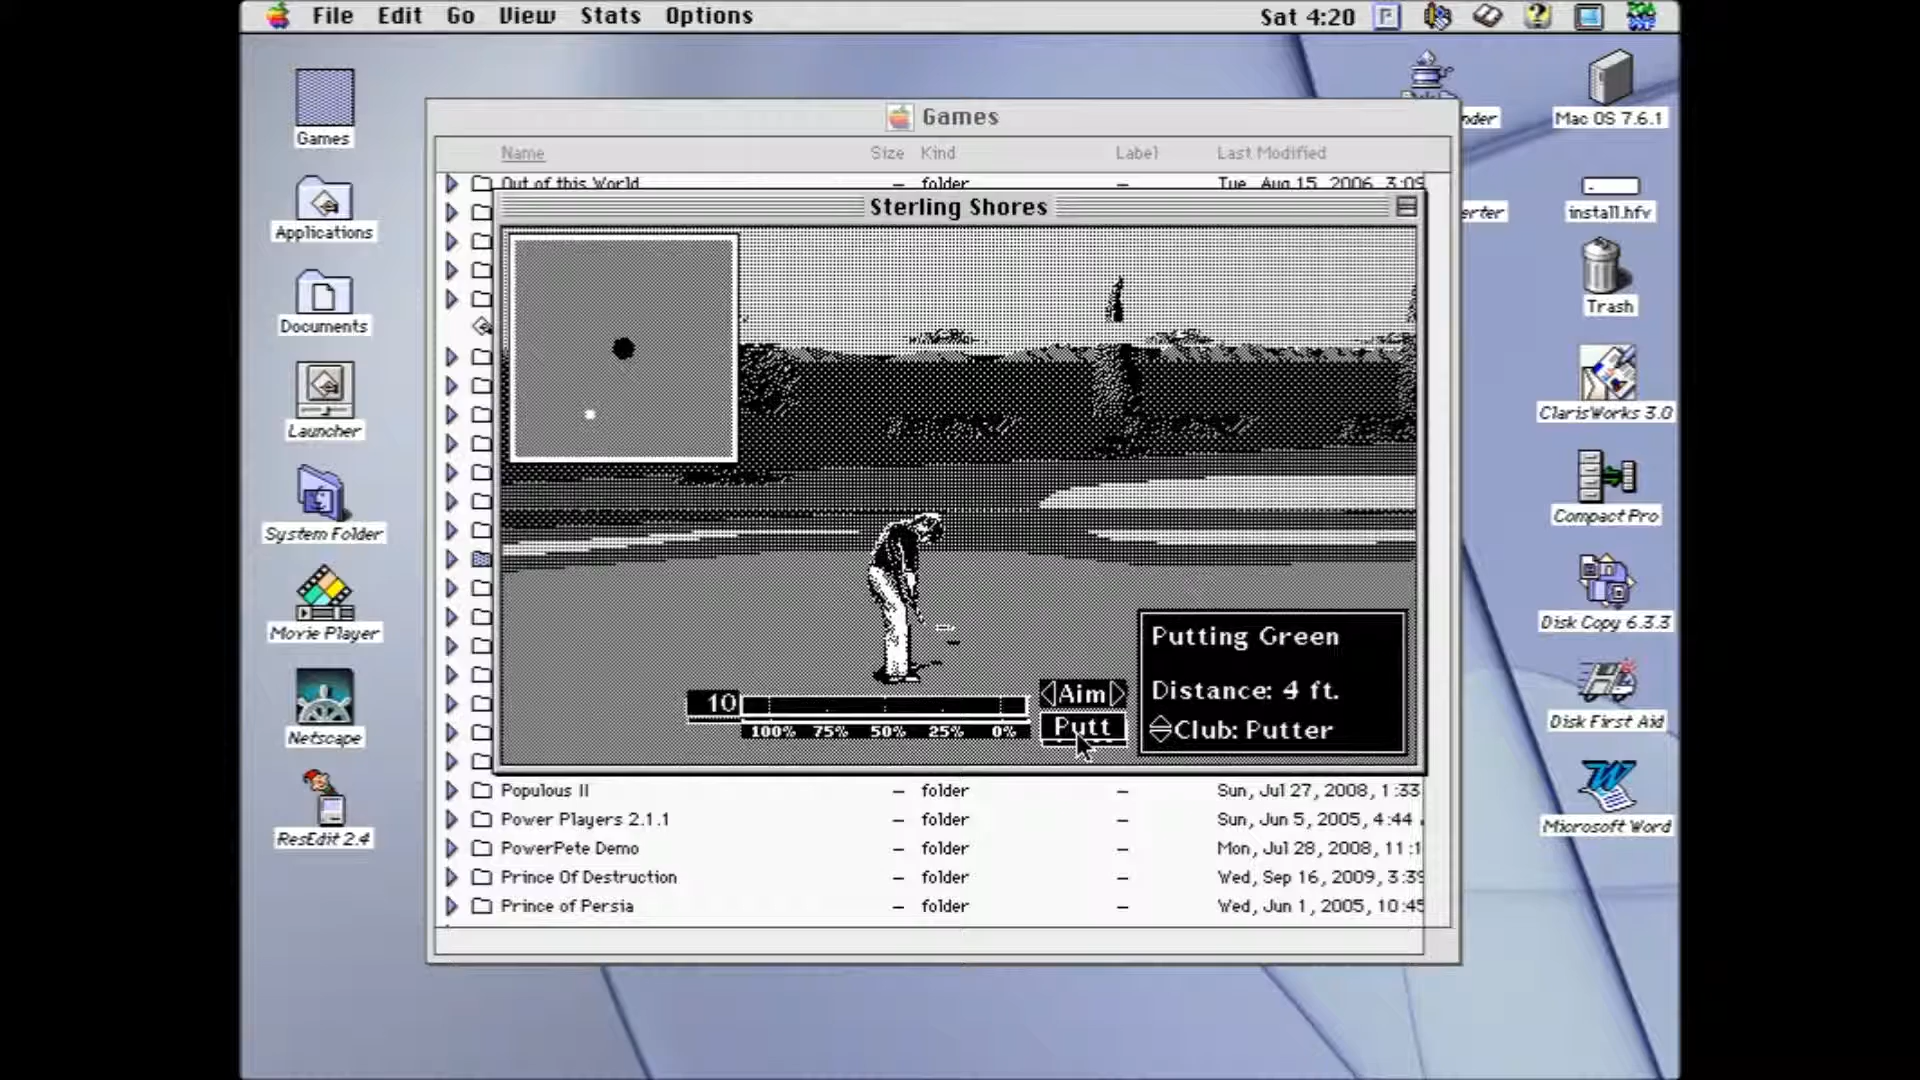 File Edit Go View Stats Options Sat 4:20
Games
Applications
Documents
Launcher
System Folder
Movie Player
Netscape
ResEdit 2.4
Games
Name Size Kind Label Last Modified
Out of this World – folder – Tue, Aug 15, 2006, 3:09
Sterling Shores
10
100% 75% 50% 25% 0%
Aim
Putt
Putting Green
Distance: 4 ft.
Club: Putter
Populous II – folder – Sun, Jul 27, 2008, 1:33
Power Players 2.1.1 – folder – Sun, Jun 5, 2005, 4:44
PowerPete Demo – folder – Mon, Jul 28, 2008, 11:1
Prince Of Destruction – folder – Wed, Sep 16, 2009, 3:39
Prince of Persia – folder – Wed, Jun 1, 2005, 10:45
nder
Mac OS 7.6.1
erter
install.hfv
Trash
ClarisWorks 3.0
Compact Pro
Disk Copy 6.3.3
Disk First Aid
Microsoft Word